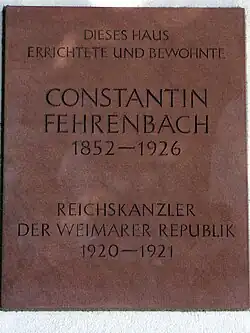 DIESES HAUS
ERRICHTETE UND BEWOHNTE
CONSTANTIN
FEHRENBACH
1852—1926
REICHSKANZLER
DER WEIMARER REPUBLIK
1920—1921